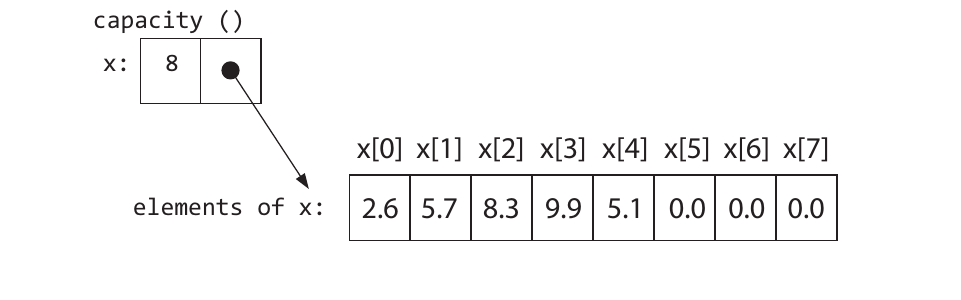 capacity ()
x: 8
x[0] x[1] x[2] x[3] x[4] x[5] x[6] x[7]
elements of x: 2.6 5.7 8.3 9.9 5.1 0.0 0.0 0.0